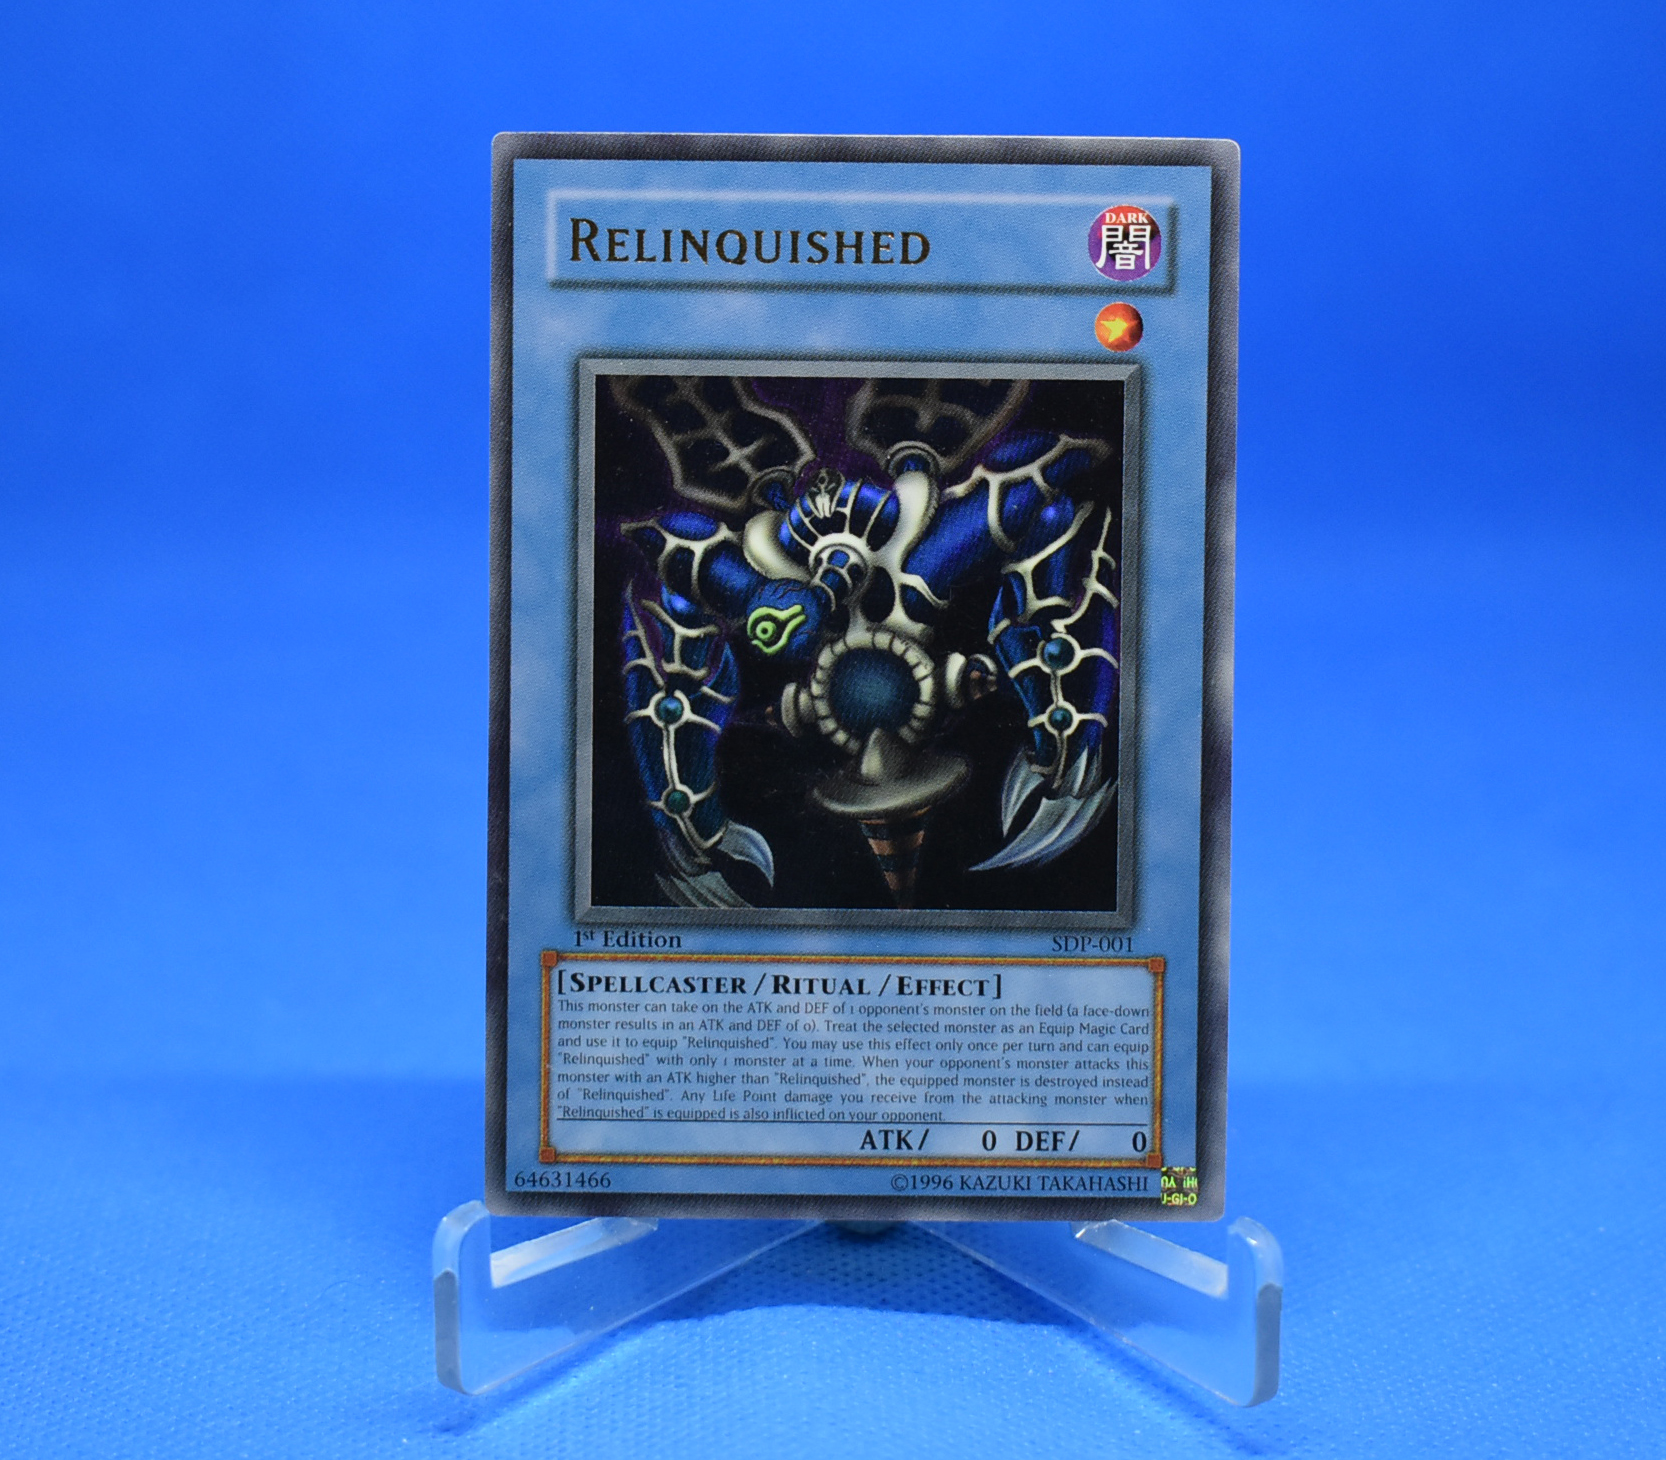 RELINQUISHED
DARK
闇
1st Edition
SDP-001
[SPELLCASTER / RITUAL / EFFECT]
This monster can take on the ATK and DEF of 1 opponent's monster on the field (a face-down
monster results in an ATK and DEF of 0). Treat the selected monster as an Equip Magic Card
and use it to equip "Relinquished". You may use this effect only once per turn and can equip
"Relinquished" with only 1 monster at a time. When your opponent's monster attacks this
monster with an ATK higher than "Relinquished", the equipped monster is destroyed instead
of "Relinquished". Any Life Point damage you receive from the attacking monster when
"Relinquished" is equipped is also inflicted on your opponent.
ATK/ 0 DEF/ 0
64631466
©1996 KAZUKI TAKAHASHI